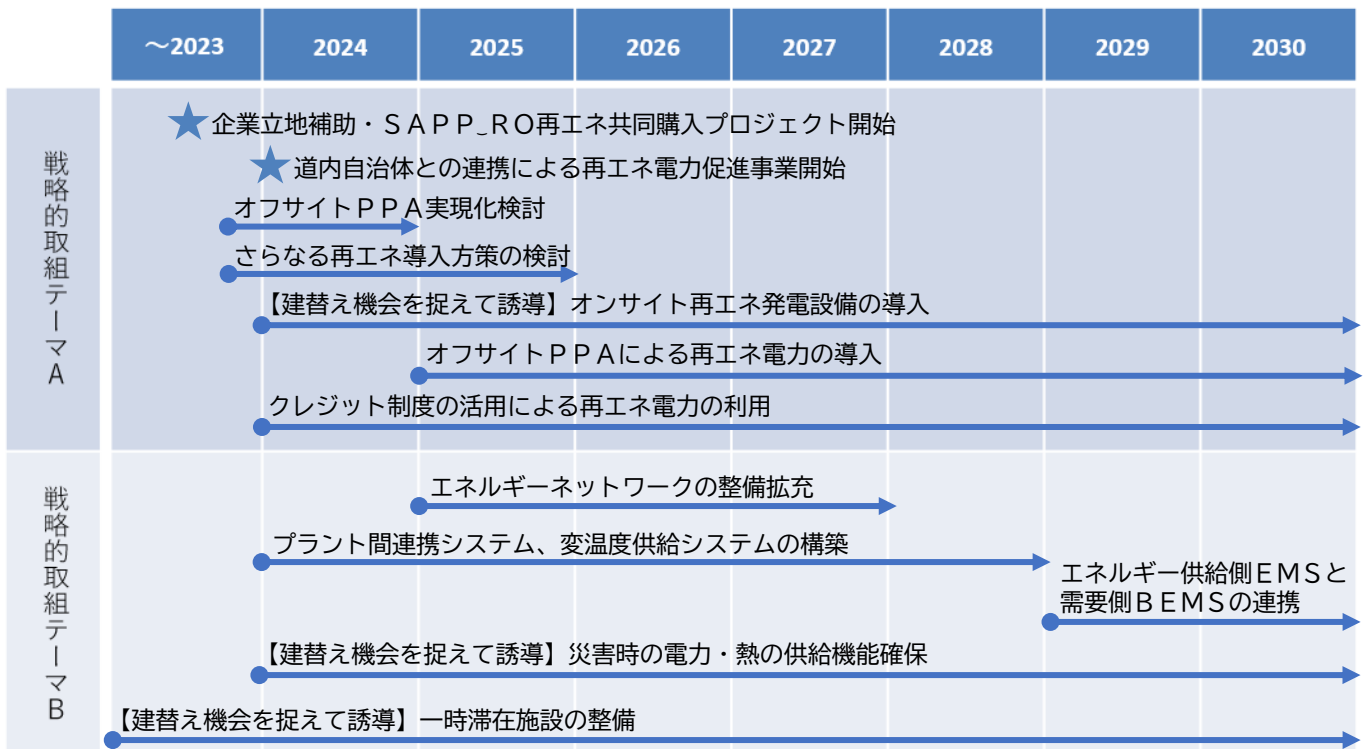 ～2023 2024 2025 2026 2027 2028 2029 2030
戦略的取組テーマA
企業立地補助・ＳＡＰＰ‿ＲＯ再エネ共同購入プロジェクト開始
道内自治体との連携による再エネ電力促進事業開始
オフサイトＰＰＡ実現化検討
さらなる再エネ導入方策の検討
【建替え機会を捉えて誘導】オンサイト再エネ発電設備の導入
オフサイトＰＰＡによる再エネ電力の導入
クレジット制度の活用による再エネ電力の利用
戦略的取組テーマB
エネルギーネットワークの整備拡充
プラント間連携システム、変温度供給システムの構築
エネルギー供給側ＥＭＳと
需要側ＢＥＭＳの連携
【建替え機会を捉えて誘導】災害時の電力・熱の供給機能確保
【建替え機会を捉えて誘導】一時滞在施設の整備